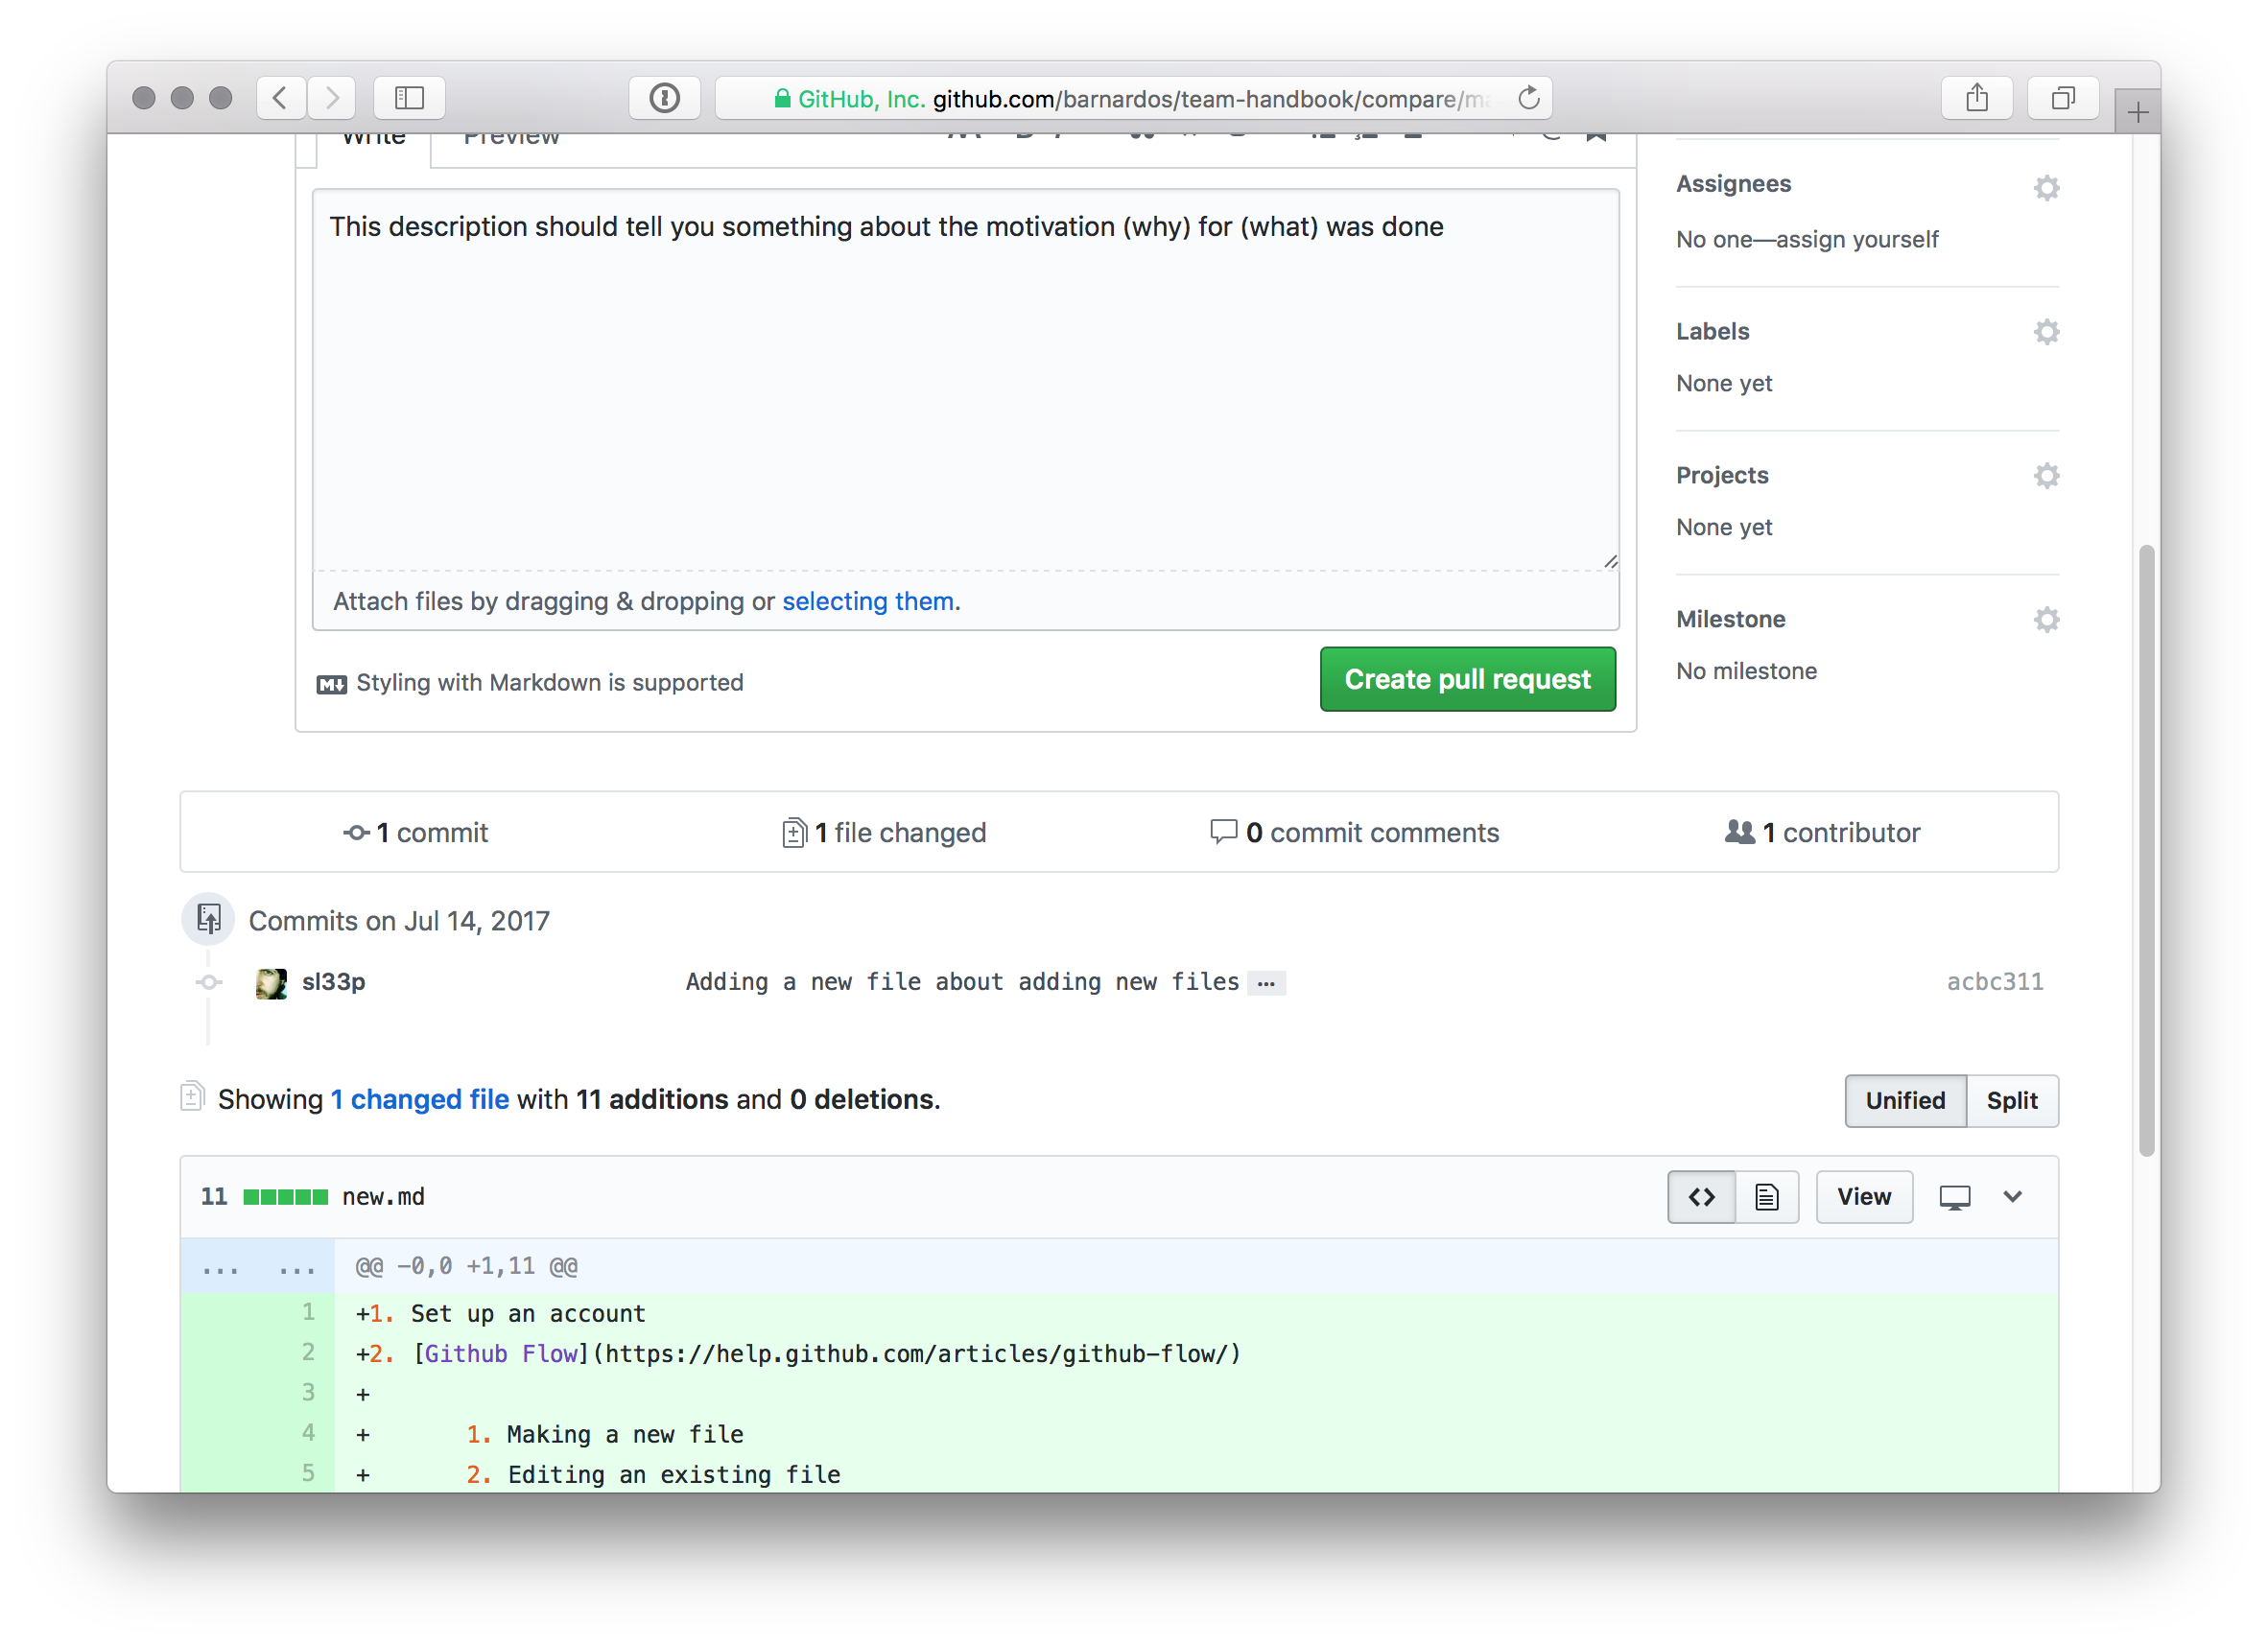 GitHub, Inc. github.com/barnardos/team-handbook/compare/ma
Write Preview
This description should tell you something about the motivation (why) for (what) was done
Attach files by dragging & dropping or selecting them.
Styling with Markdown is supported
Create pull request
Assignees
No one—assign yourself
Labels
None yet
Projects
None yet
Milestone
No milestone
1 commit
1 file changed
0 commit comments
1 contributor
Commits on Jul 14, 2017
sl33p Adding a new file about adding new files … acbc311
Showing 1 changed file with 11 additions and 0 deletions.
Unified Split
11 new.md
View
... ... @@ -0,0 +1,11 @@
1 +1. Set up an account
2 +2. [Github Flow](https://help.github.com/articles/github-flow/)
3 +
4 + 1. Making a new file
5 + 2. Editing an existing file